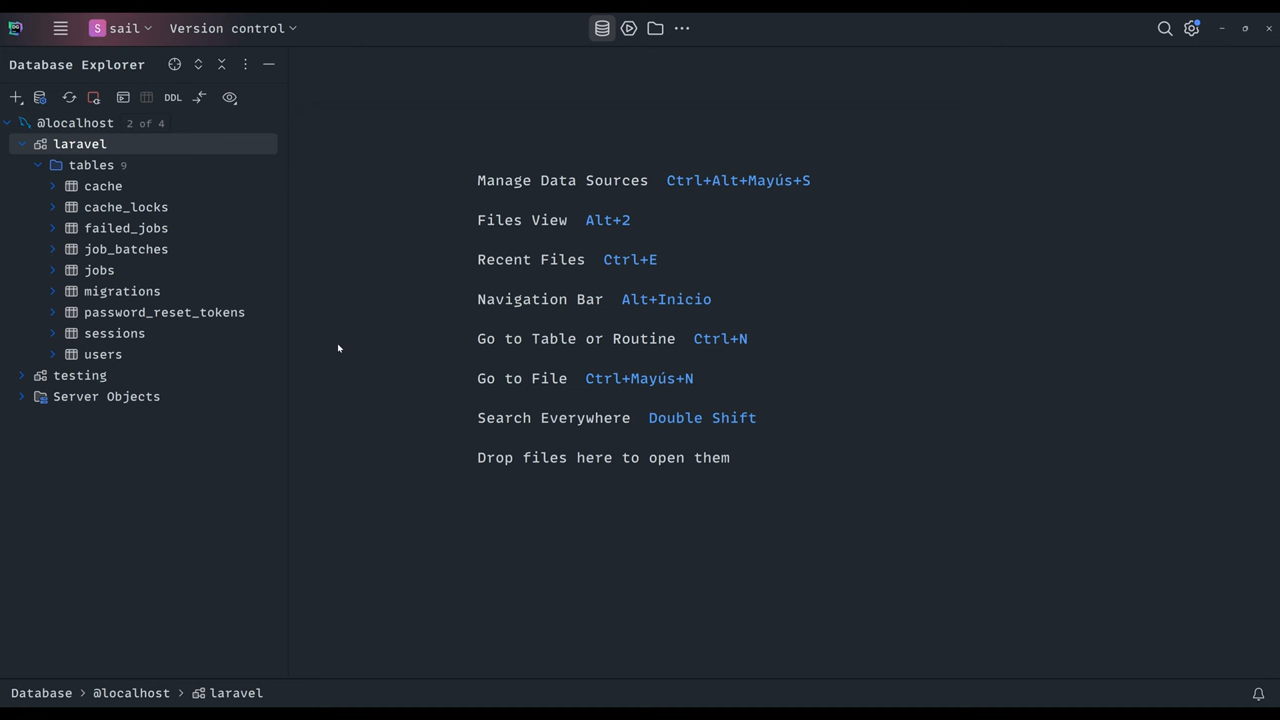 S sail Version control
Database Explorer
DDL
@localhost 2 of 4
laravel
tables 9
cache
cache_locks
failed_jobs
job_batches
jobs
migrations
password_reset_tokens
sessions
users
testing
Server Objects
Manage Data Sources Ctrl+Alt+Mayús+S
Files View Alt+2
Recent Files Ctrl+E
Navigation Bar Alt+Inicio
Go to Table or Routine Ctrl+N
Go to File Ctrl+Mayús+N
Search Everywhere Double Shift
Drop files here to open them
Database > @localhost > laravel